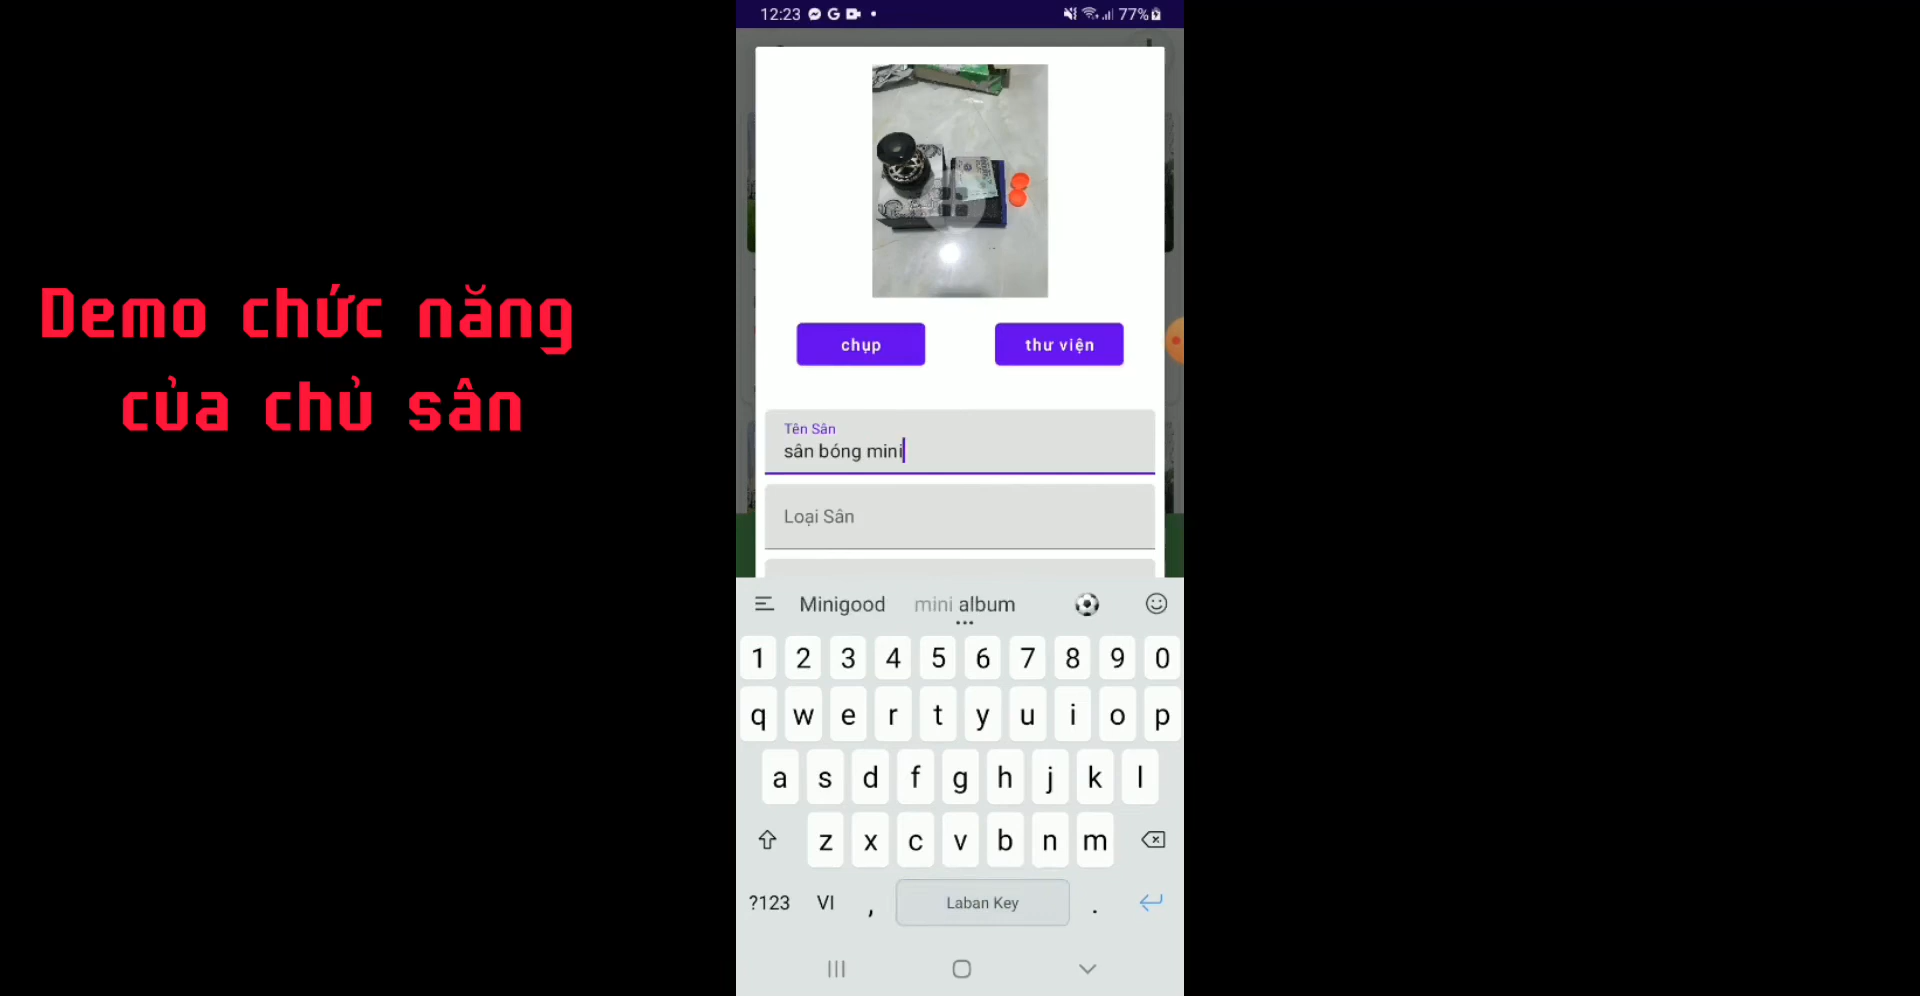 12:23
77%
Demo chức năng
của chủ sân
chụp
thư viện
Tên Sân
sân bóng mini
Loại Sân
Minigood
mini album
1 2 3 4 5 6 7 8 9 0
q w e r t y u i o p
a s d f g h j k l
z x c v b n m
?123 VI , Laban Key .